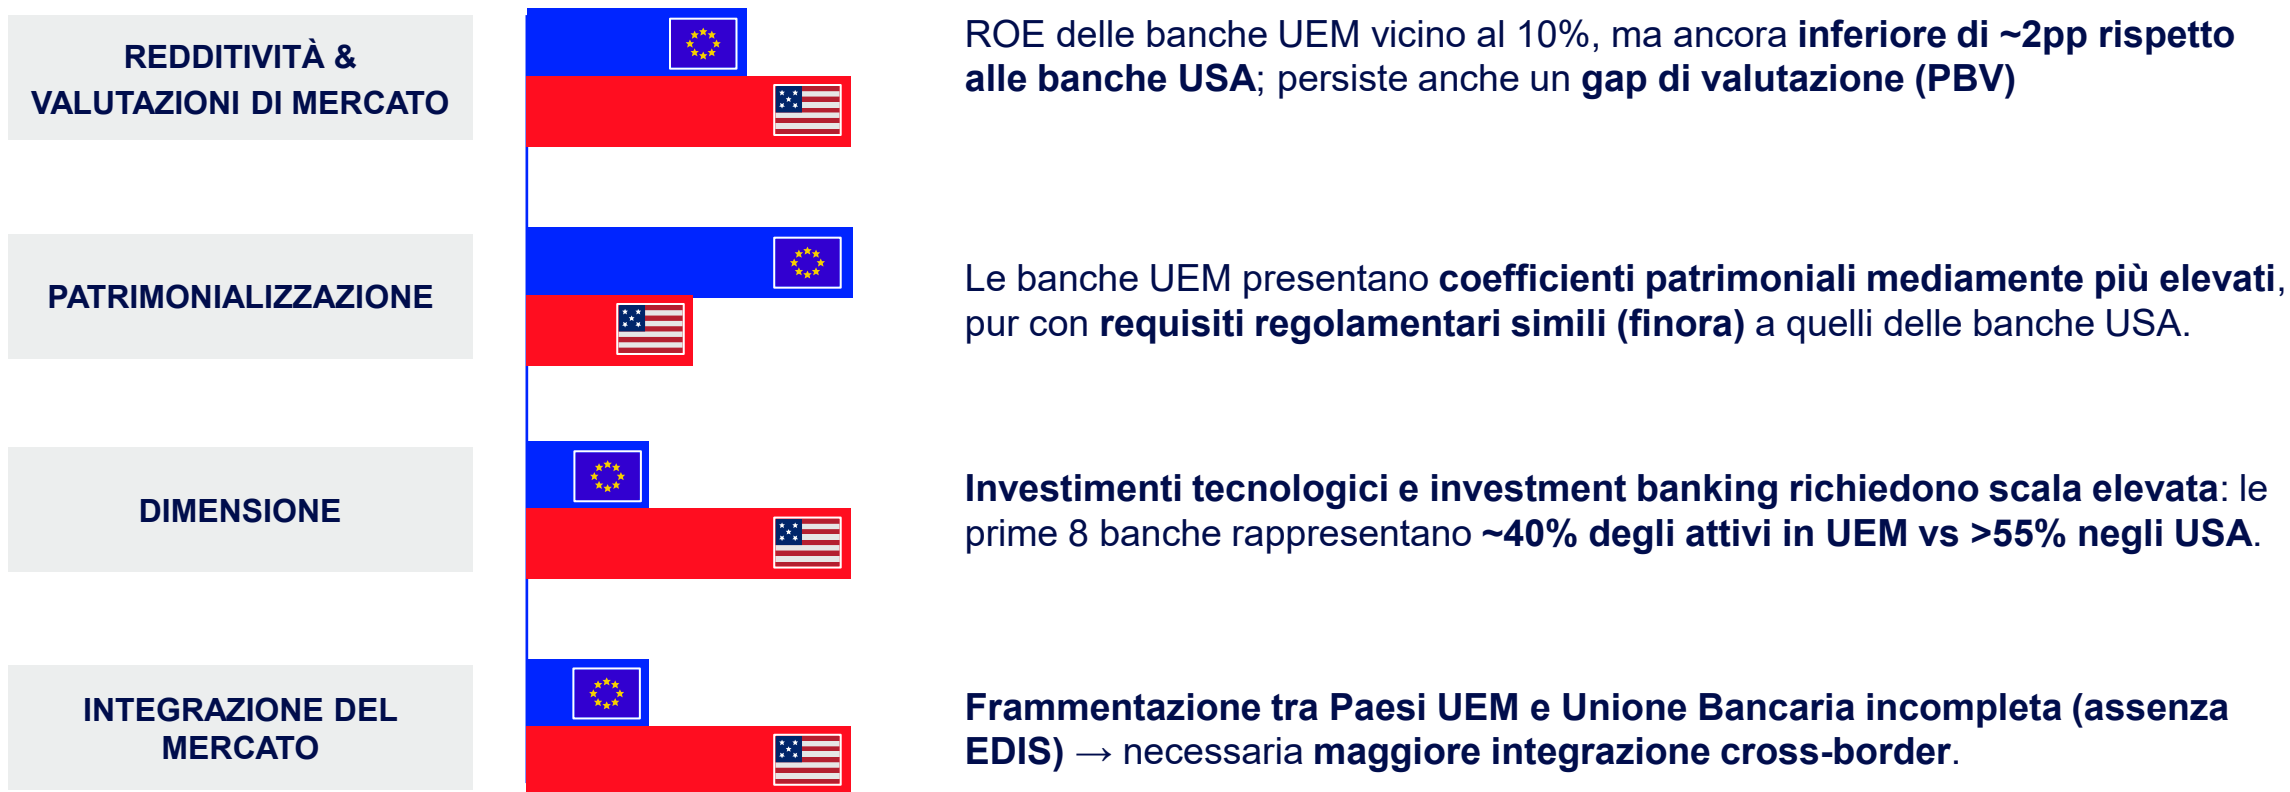 REDDITIVITÀ &
VALUTAZIONI DI MERCATO
ROE delle banche UEM vicino al 10%, ma ancora inferiore di ~2pp rispetto
alle banche USA; persiste anche un gap di valutazione (PBV)
PATRIMONIALIZZAZIONE
Le banche UEM presentano coefficienti patrimoniali mediamente più elevati,
pur con requisiti regolamentari simili (finora) a quelli delle banche USA.
DIMENSIONE
Investimenti tecnologici e investment banking richiedono scala elevata: le
prime 8 banche rappresentano ~40% degli attivi in UEM vs >55% negli USA.
INTEGRAZIONE DEL
MERCATO
Frammentazione tra Paesi UEM e Unione Bancaria incompleta (assenza
EDIS) → necessaria maggiore integrazione cross-border.